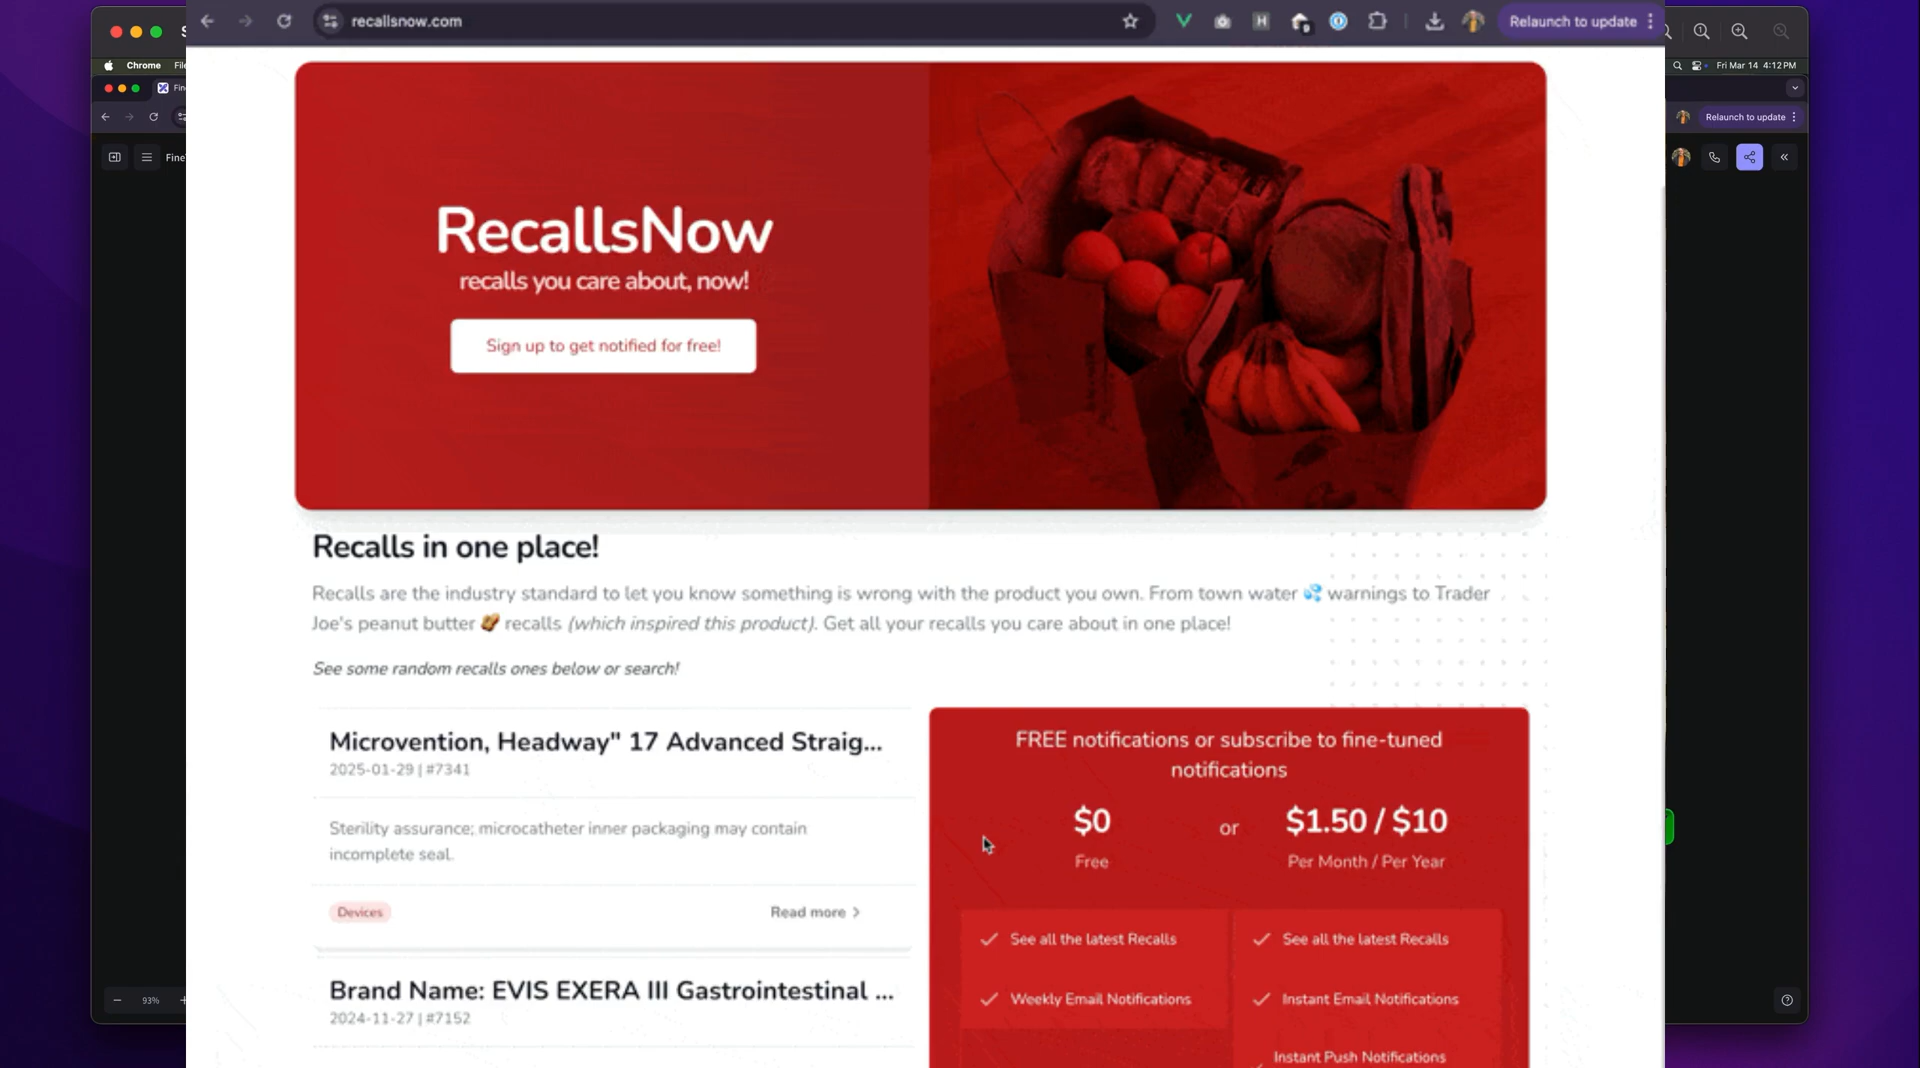 recallsnow.com
Relaunch to update
Chrome
Fri Mar 14 4:12 PM
Relaunch to update
RecallsNow
recalls you care about, now!
Sign up to get notified for free!
Recalls in one place!
Recalls are the industry standard to let you know something is wrong with the product you own. From town water 💦 warnings to Trader
Joe's peanut butter 🥜 recalls (which inspired this product). Get all your recalls you care about in one place!
See some random recalls ones below or search!
Microvention, Headway" 17 Advanced Straig...
2025-01-29 | #7341
Sterility assurance; microcatheter inner packaging may contain
incomplete seal.
Devices
Read more
Brand Name: EVIS EXERA III Gastrointestinal ...
2024-11-27 | #7152
FREE notifications or subscribe to fine-tuned
notifications
$0
or
$1.50 / $10
Free
Per Month / Per Year
See all the latest Recalls
See all the latest Recalls
Weekly Email Notifications
Instant Email Notifications
Instant Push Notifications
93%